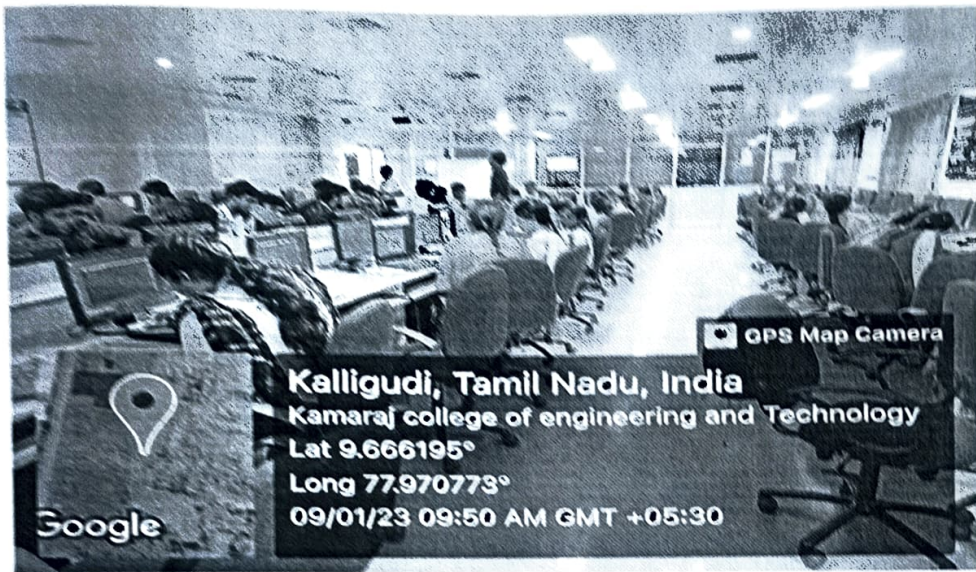 GPS Map Camera
Kalligudi, Tamil Nadu, India
Kamaraj college of engineering and Technology
Lat 9.666195°
Long 77.970773°
09/01/23 09:50 AM GMT +05:30
Google